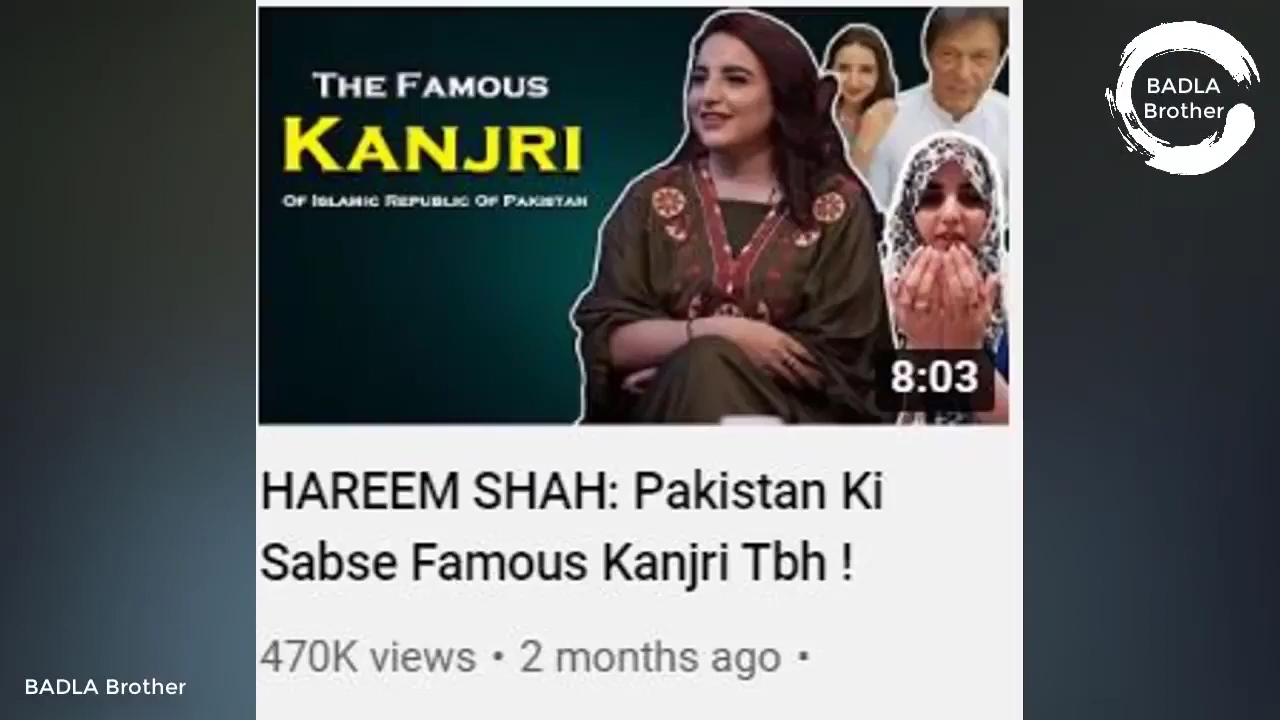 THE FAMOUS
KANJRI
OF ISLAMIC REPUBLIC OF PAKISTAN
BADLA
Brother
8:03
HAREEM SHAH: Pakistan Ki
Sabse Famous Kanjri Tbh !
470K views • 2 months ago •
BADLA Brother